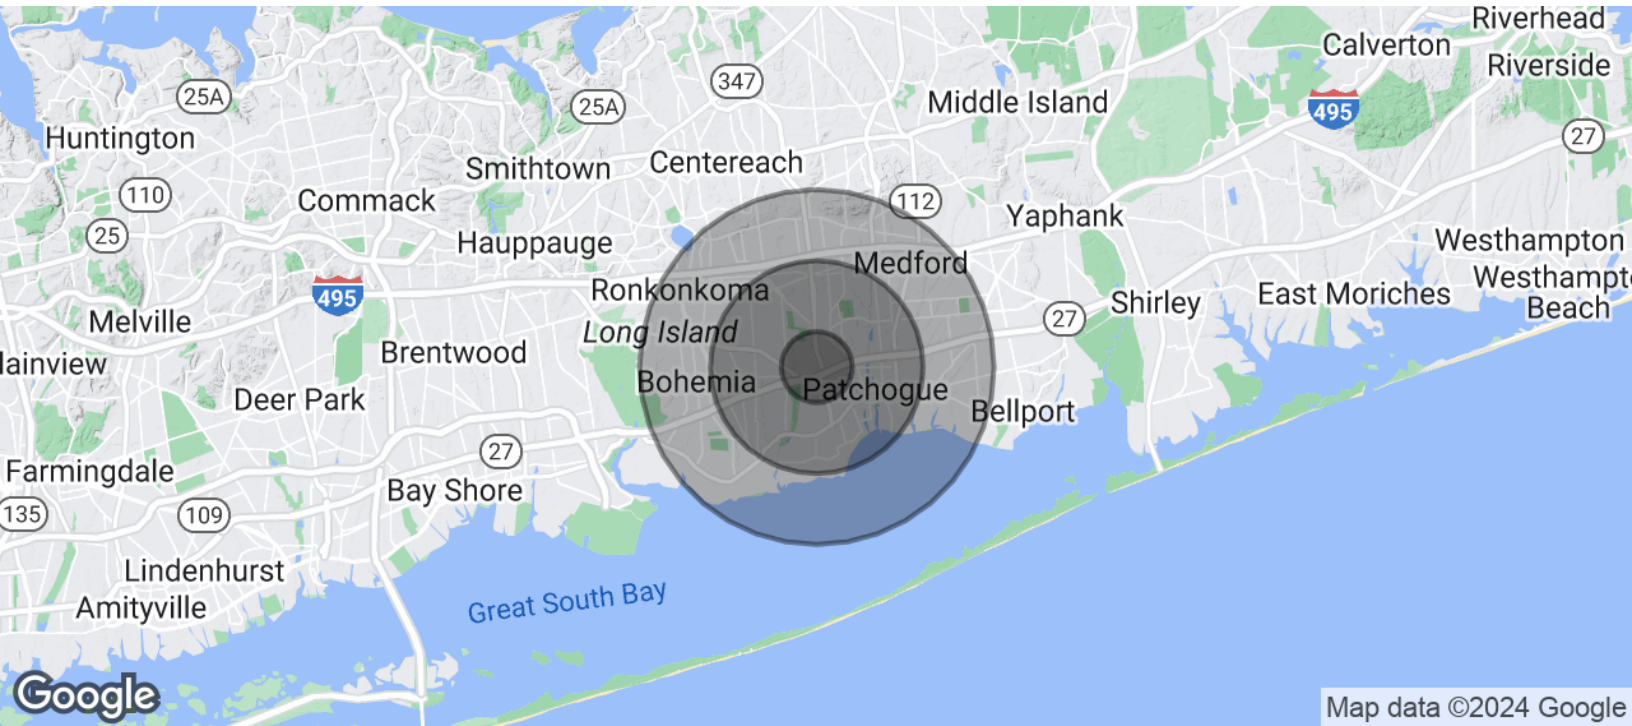 Riverhead
Calverton
Riverside
347
25A
25A
Middle Island
495
27
Huntington
Smithtown
Centereach
110
Commack
112
Yaphank
25
Hauppauge
Westhampton
Medford
Westhampt
Beach
495
Ronkonkoma
East Moriches
Shirley
27
Melville
Long Island
Brentwood
lainview
Bohemia
Patchogue
Deer Park
Bellport
27
Farmingdale
Bay Shore
135
109
Lindenhurst
Great South Bay
Amityville
Google
Map data ©2024 Google